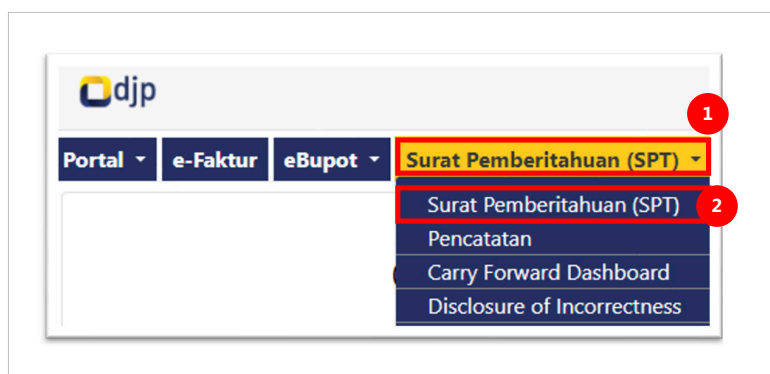 djp
1
Portal e-Faktur eBupot Surat Pemberitahuan (SPT)
Surat Pemberitahuan (SPT) 2
Pencatatan
Carry Forward Dashboard
Disclosure of Incorrectness